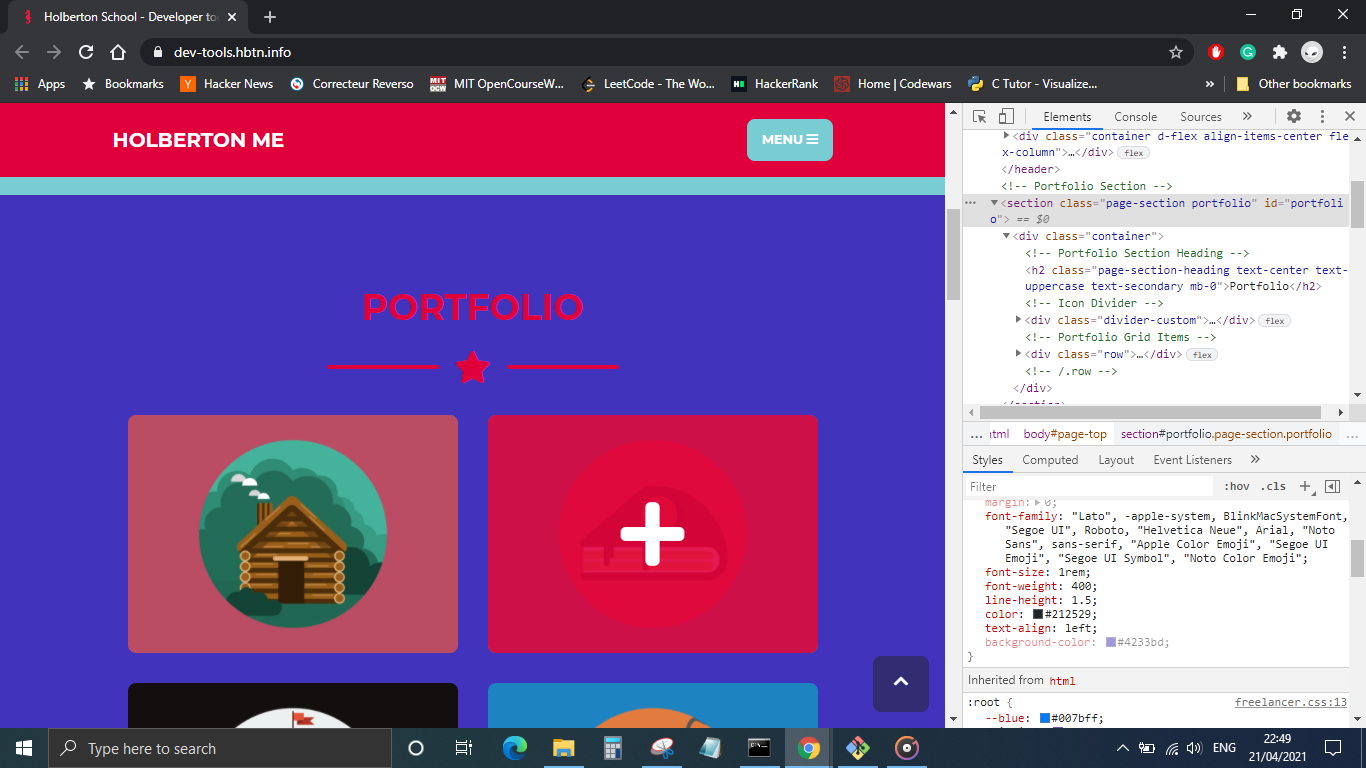 Holberton School - Developer to
dev-tools.hbtn.info
Apps Bookmarks Hacker News Correcteur Reverso MIT OpenCourseW... LeetCode - The Wo... HackerRank Home | Codewars C Tutor - Visualize... » Other bookmarks
HOLBERTON ME
MENU
PORTFOLIO
Elements Console Sources »
<div class="container d-flex align-items-center fle
x-column">…</div> flex
</header>
<!-- Portfolio Section -->
<section class="page-section portfolio" id="portfoli
o"> == $0
<div class="container">
<!-- Portfolio Section Heading -->
<h2 class="page-section-heading text-center text-
uppercase text-secondary mb-0">Portfolio</h2>
<!-- Icon Divider -->
<div class="divider-custom">…</div> flex
<!-- Portfolio Grid Items -->
<div class="row">…</div> flex
<!-- /.row -->
</div>
</section>
... html body#page-top section#portfolio.page-section.portfolio ...
Styles Computed Layout Event Listeners »
Filter :hov .cls +
margin: 0;
font-family: "Lato", -apple-system, BlinkMacSystemFont,
"Segoe UI", Roboto, "Helvetica Neue", Arial, "Noto
Sans", sans-serif, "Apple Color Emoji", "Segoe UI
Emoji", "Segoe UI Symbol", "Noto Color Emoji";
font-size: 1rem;
font-weight: 400;
line-height: 1.5;
color: #212529;
text-align: left;
background-color: #4233bd;
}
Inherited from html
:root { freelancer.css:13
--blue: #007bff;
Type here to search
ENG
22:49
21/04/2021